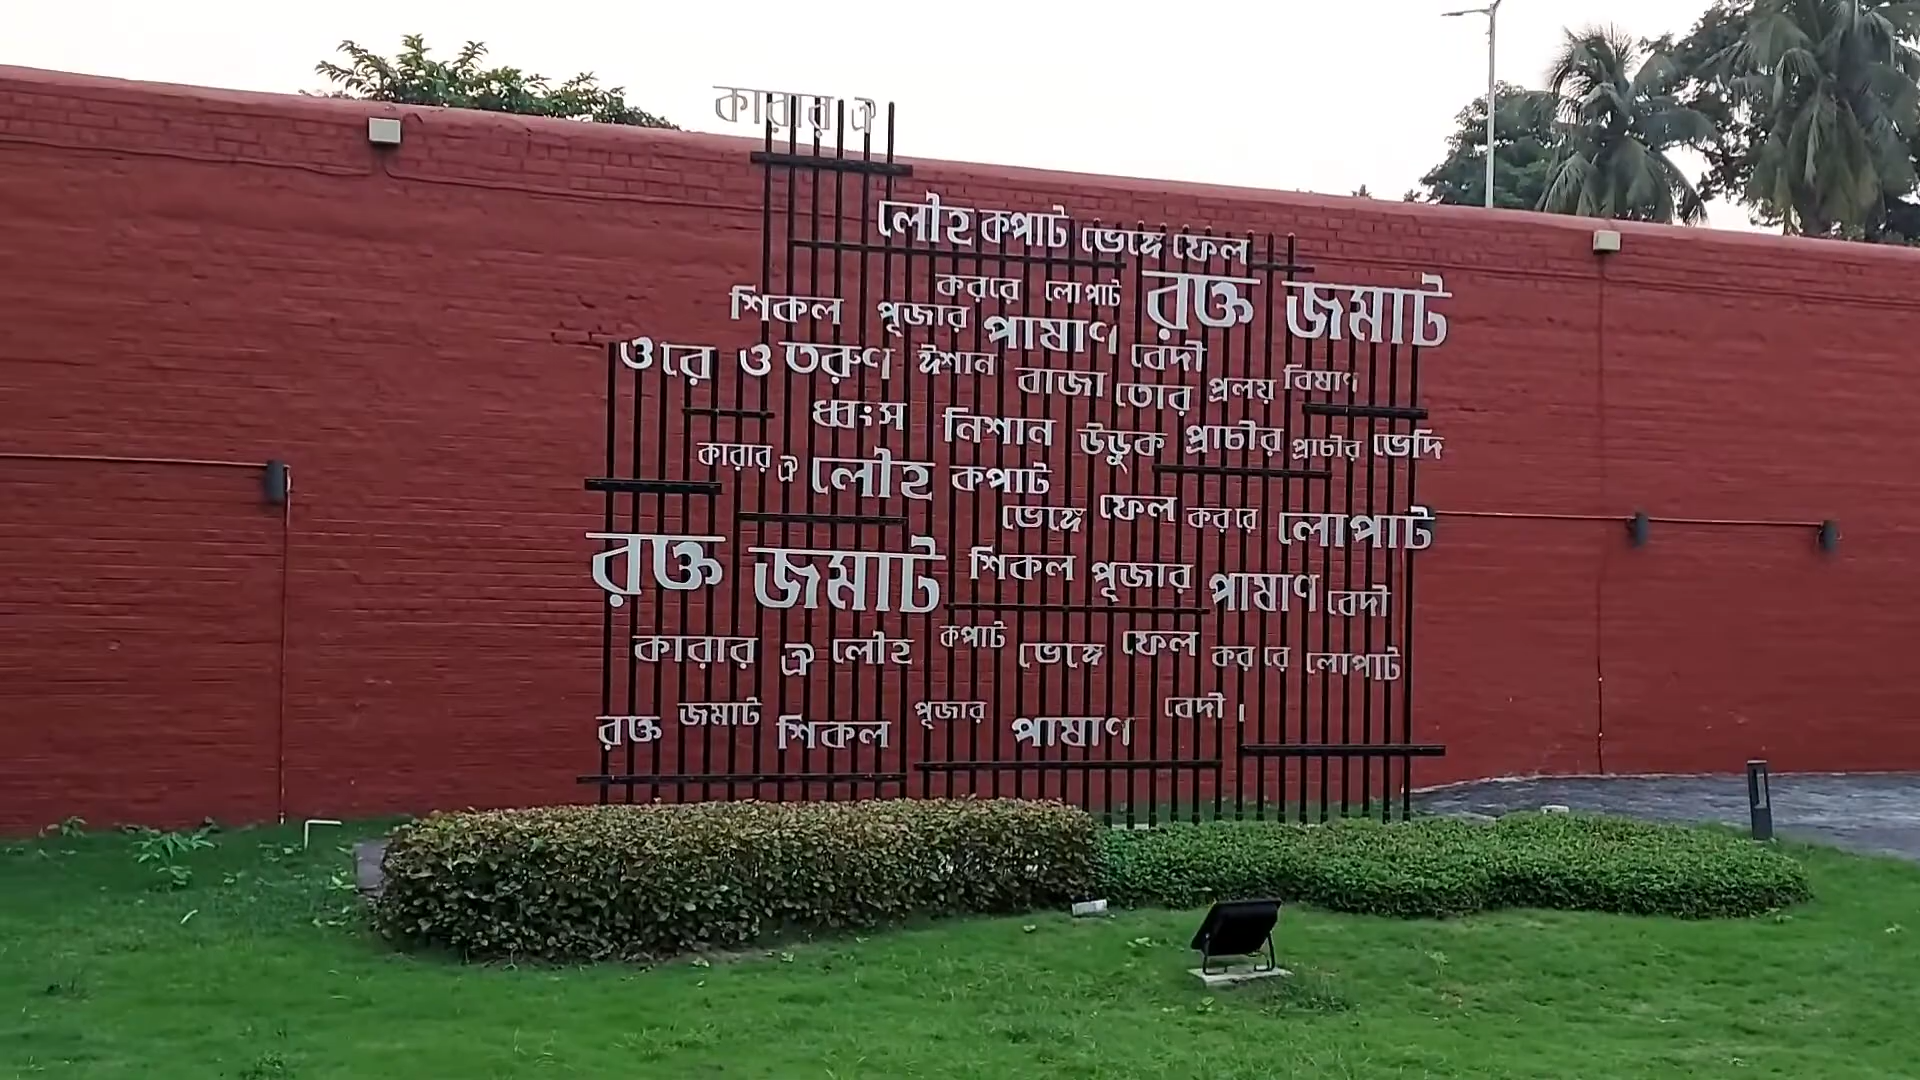 কারার ঐ
লৌহ কপাট ভেঙ্গে ফেল
কররে লোপাট রক্ত জমাট
শিকল পূজার পাষাণ বেদী
ওরে ও তরুণ ঈশান
বাজা তোর প্রলয় বিষাণ
ধ্বংস নিশান উড়ুক প্রাচীর প্রাচীর ভেদি
কারার ঐ লৌহ কপাট
ভেঙ্গে ফেল কর রে লোপাট
রক্ত জমাট শিকল পূজার পাষাণ বেদী
কারার ঐ লৌহ কপাট ভেঙ্গে ফেল কর রে লোপাট
রক্ত জমাট শিকল পূজার পাষাণ বেদী ।